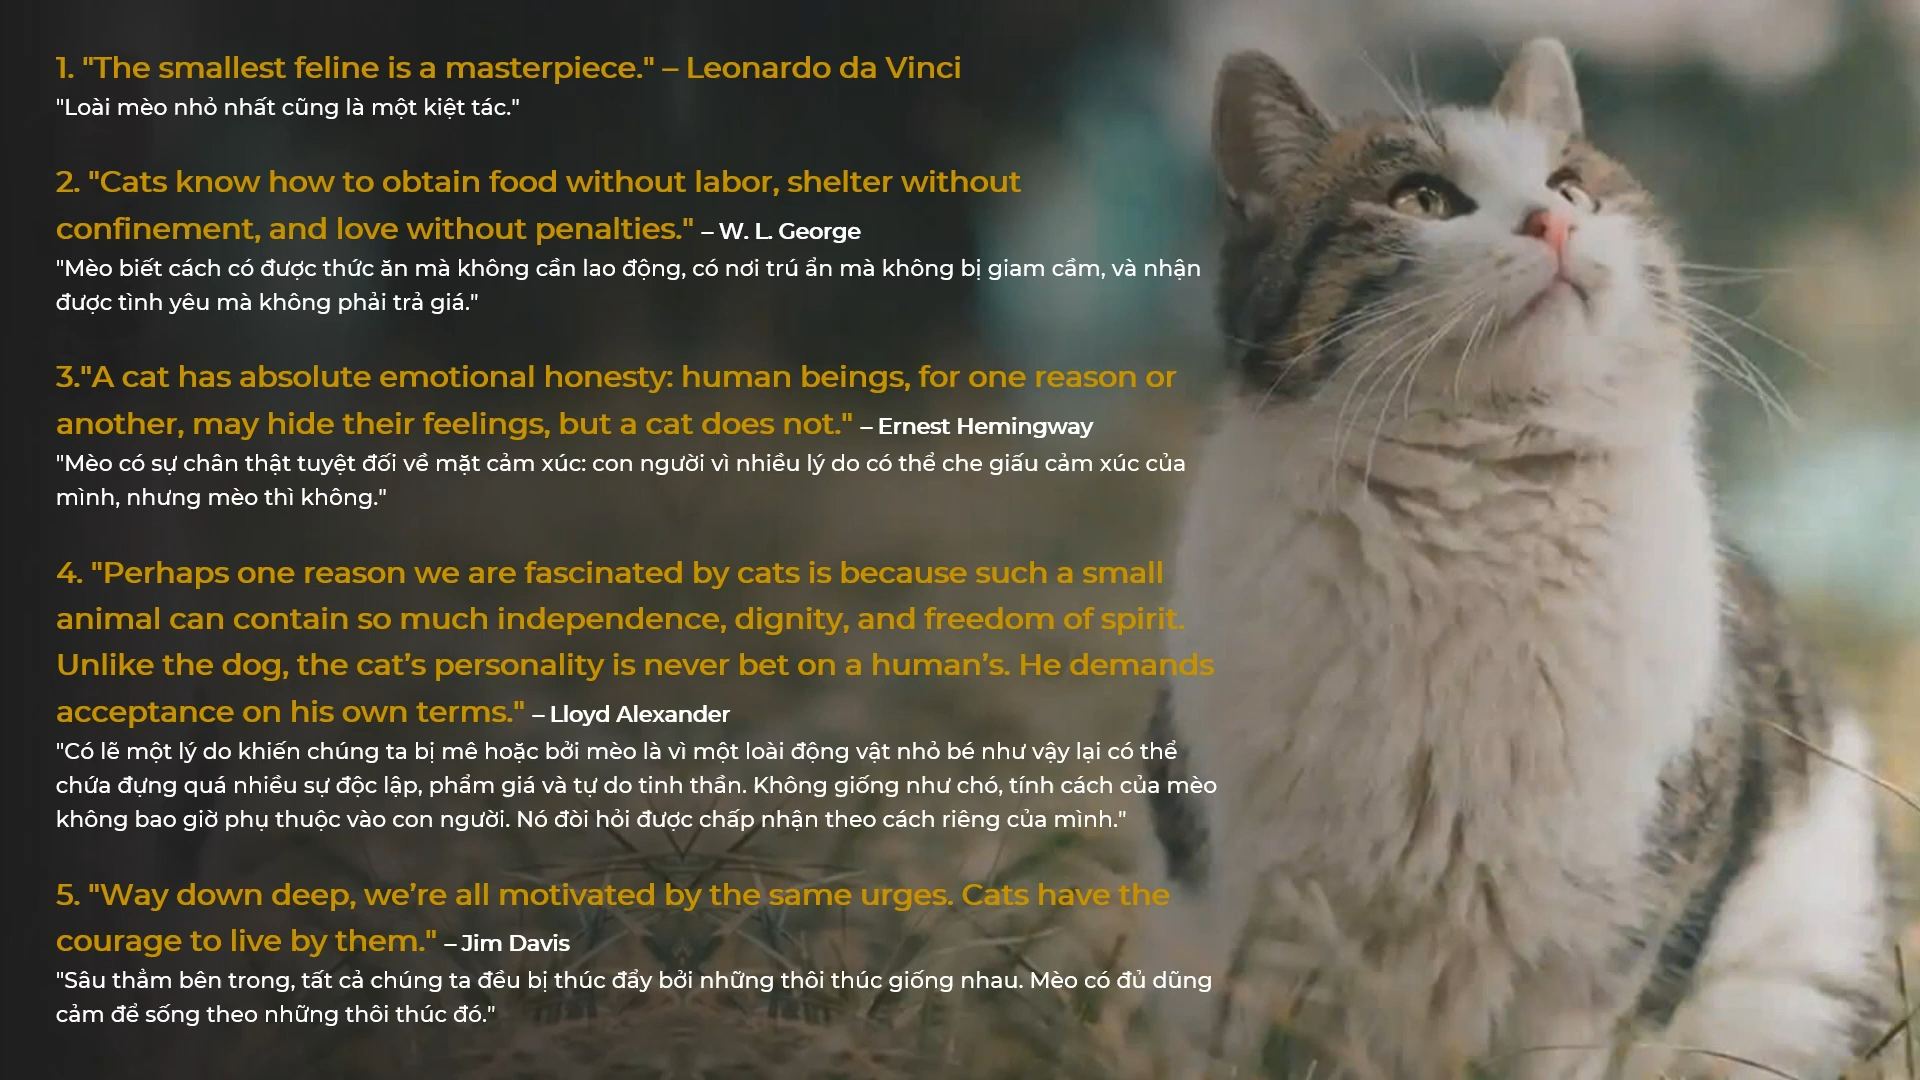 1. "The smallest feline is a masterpiece." – Leonardo da Vinci
"Loài mèo nhỏ nhất cũng là một kiệt tác."
2. "Cats know how to obtain food without labor, shelter without
confinement, and love without penalties." – W. L. George
"Mèo biết cách có được thức ăn mà không cần lao động, có nơi trú ẩn mà không bị giam cầm, và nhận
được tình yêu mà không phải trả giá."
3."A cat has absolute emotional honesty: human beings, for one reason or
another, may hide their feelings, but a cat does not." – Ernest Hemingway
"Mèo có sự chân thật tuyệt đối về mặt cảm xúc: con người vì nhiều lý do có thể che giấu cảm xúc của
mình, nhưng mèo thì không."
4. "Perhaps one reason we are fascinated by cats is because such a small
animal can contain so much independence, dignity, and freedom of spirit.
Unlike the dog, the cat’s personality is never bet on a human’s. He demands
acceptance on his own terms." – Lloyd Alexander
"Có lẽ một lý do khiến chúng ta bị mê hoặc bởi mèo là vì một loài động vật nhỏ bé như vậy lại có thể
chứa đựng quá nhiều sự độc lập, phẩm giá và tự do tinh thần. Không giống như chó, tính cách của mèo
không bao giờ phụ thuộc vào con người. Nó đòi hỏi được chấp nhận theo cách riêng của mình."
5. "Way down deep, we’re all motivated by the same urges. Cats have the
courage to live by them." – Jim Davis
"Sâu thẳm bên trong, tất cả chúng ta đều bị thúc đẩy bởi những thôi thúc giống nhau. Mèo có đủ dũng
cảm để sống theo những thôi thúc đó."